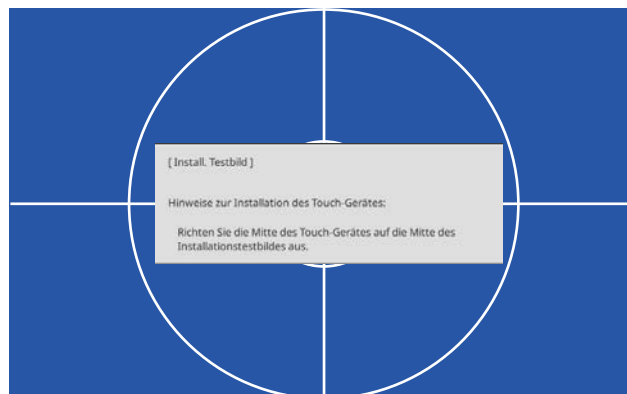 [ Install. Testbild ]
Hinweise zur Installation des Touch-Gerätes:
Richten Sie die Mitte des Touch-Gerätes auf die Mitte des
Installationstestbildes aus.